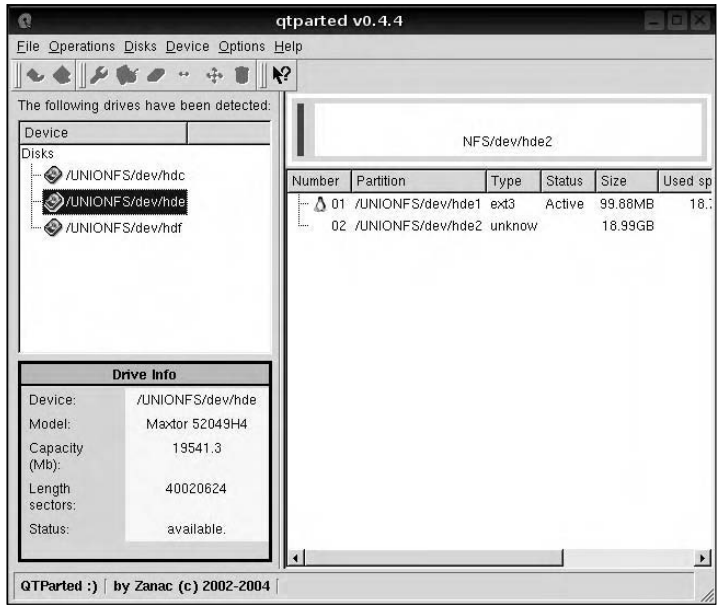 qtparted v0.4.4
File Operations Disks Device Options Help
The following drives have been detected:
Device
Disks
/UNIONFS/dev/hdc
/UNIONFS/dev/hde
/UNIONFS/dev/hdf
Drive Info
Device: /UNIONFS/dev/hde
Model: Maxtor 52049H4
Capacity (Mb): 19541.3
Length sectors: 40020624
Status: available.
NFS/dev/hde2
Number Partition Type Status Size Used sp
01 /UNIONFS/dev/hde1 ext3 Active 99.88MB 18.
02 /UNIONFS/dev/hde2 unknow 18.99GB
QTParted :) by Zanac (c) 2002-2004